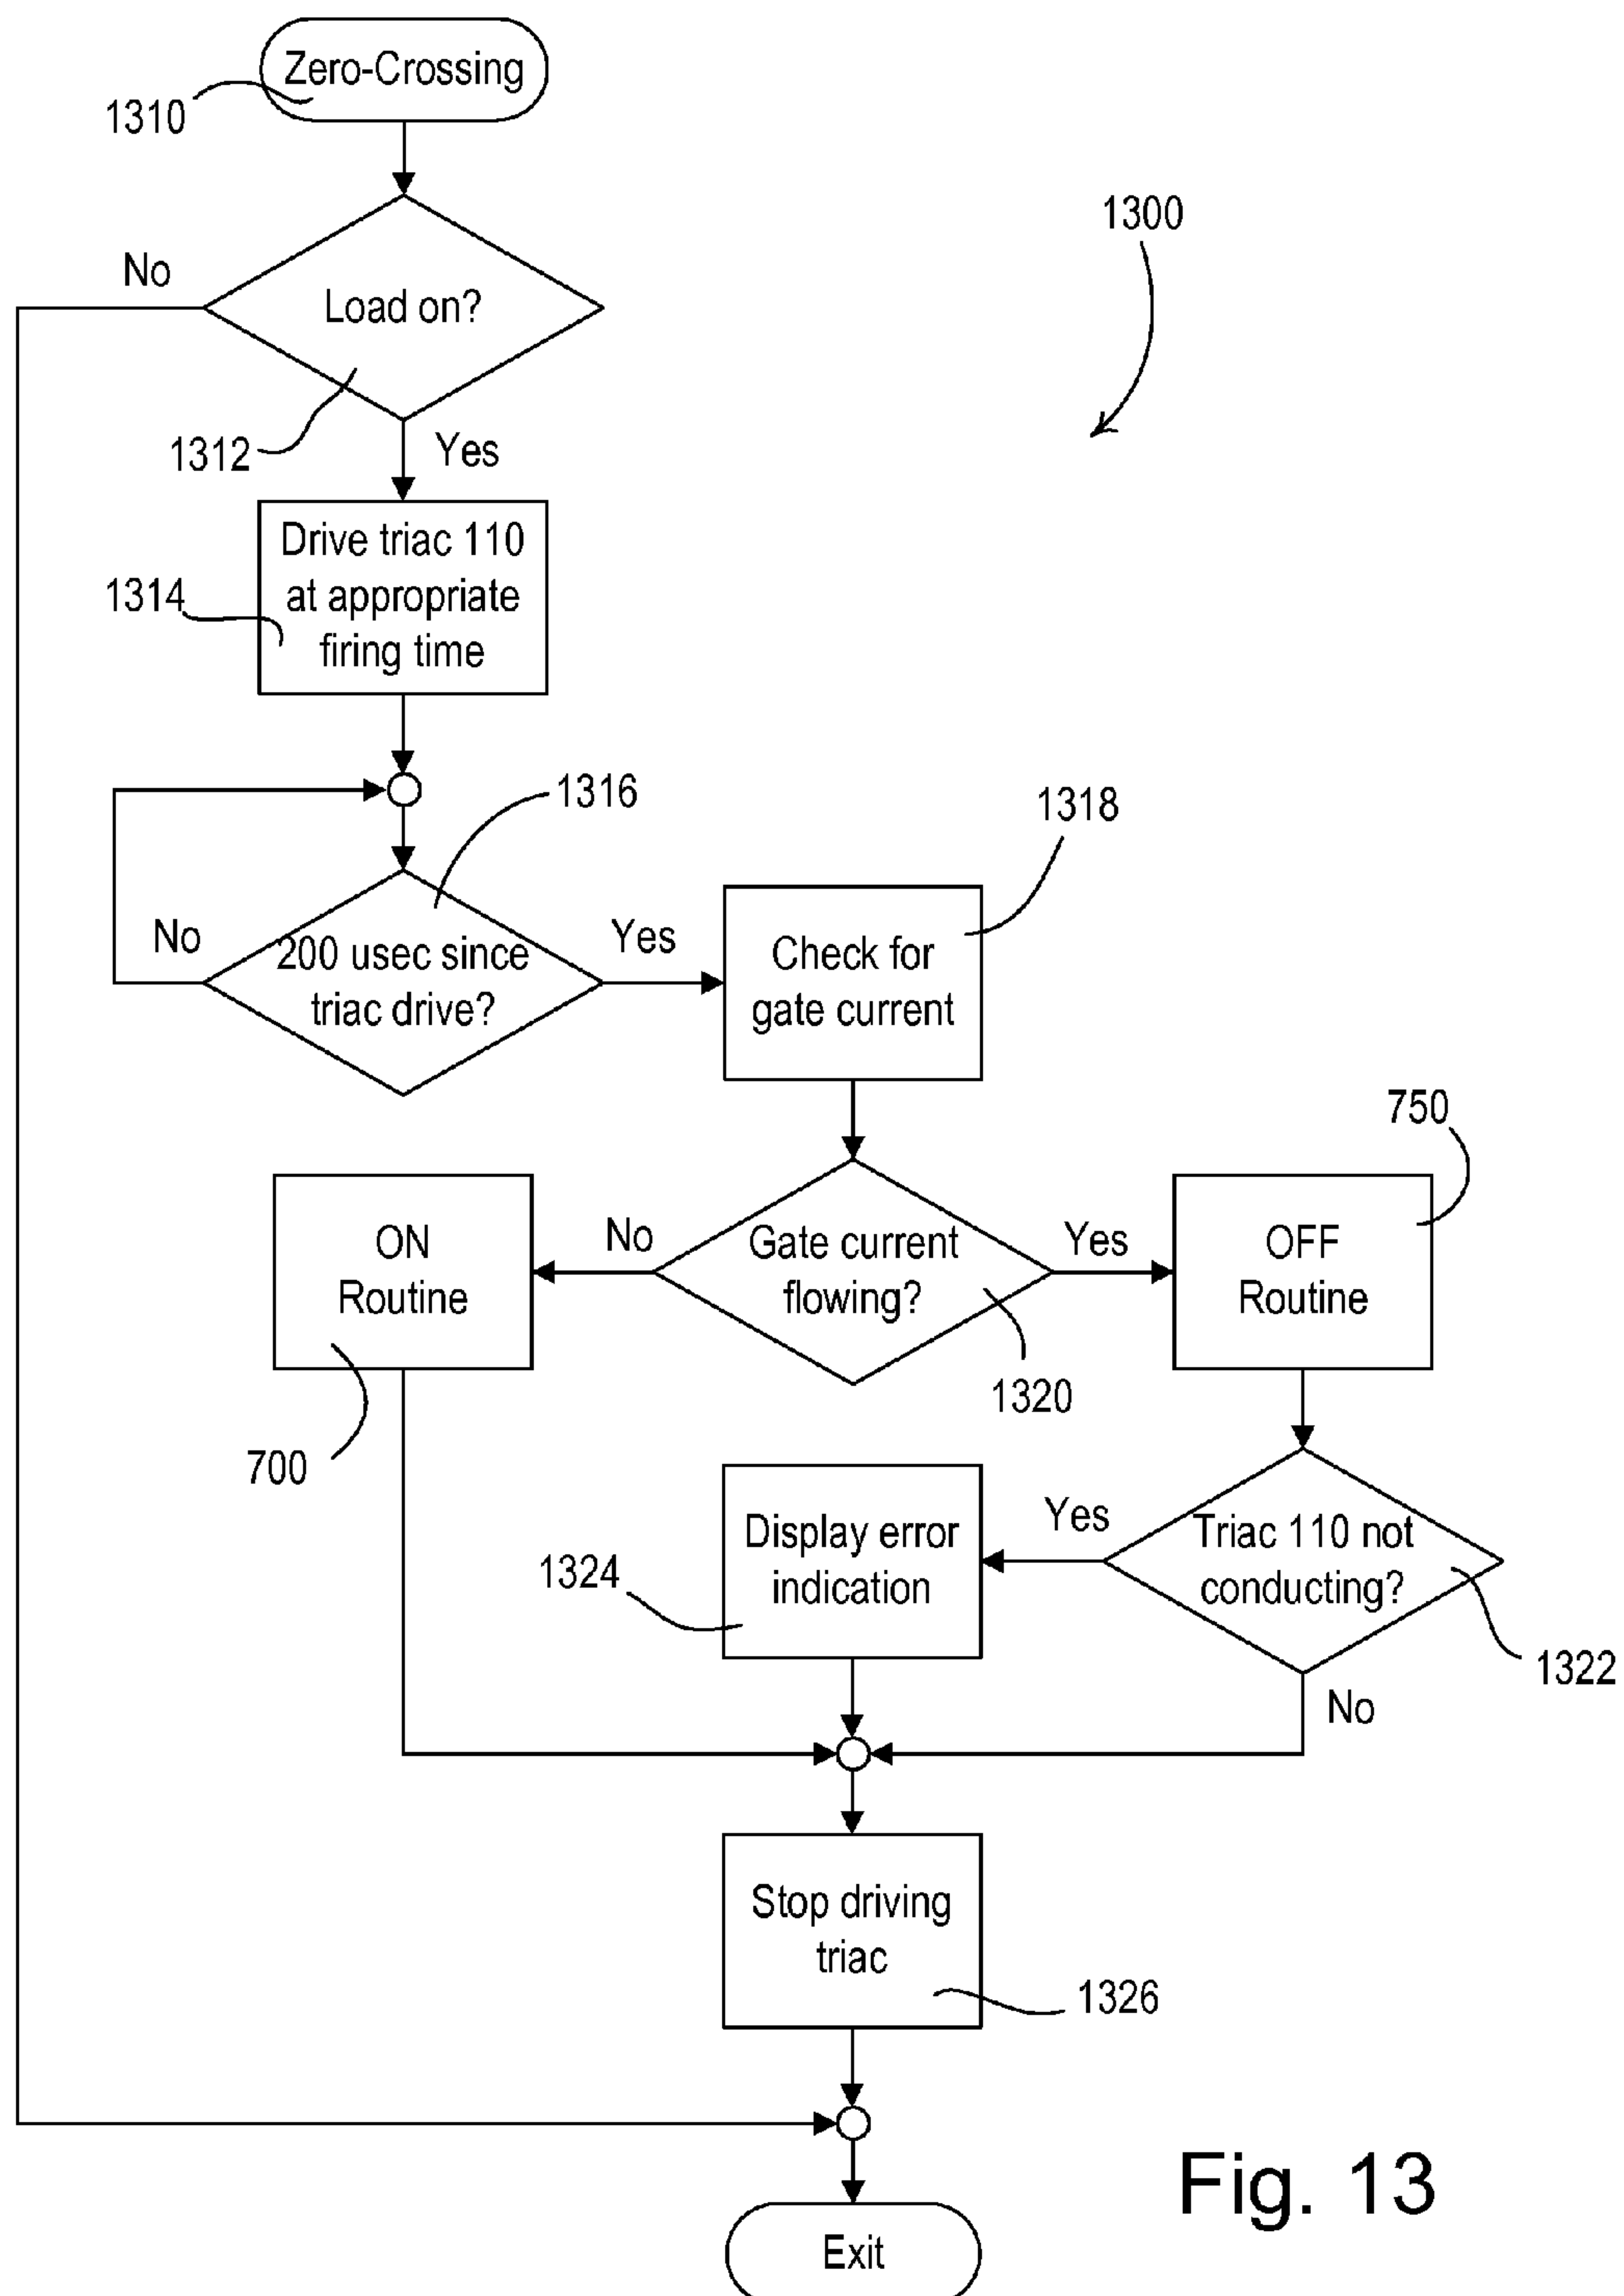 Zero-Crossing
1310
1300
No
Load on?
1312
Yes
Drive triac 110
at appropriate
firing time
1314
1316
1318
No
200 usec since
triac drive?
Yes
Check for
gate current
750
ON
Routine
No
Gate current
flowing?
Yes
OFF
Routine
1320
700
Display error
indication
Yes
Triac 110 not
conducting?
1324
1322
No
Stop driving
triac
1326
Fig. 13
Exit